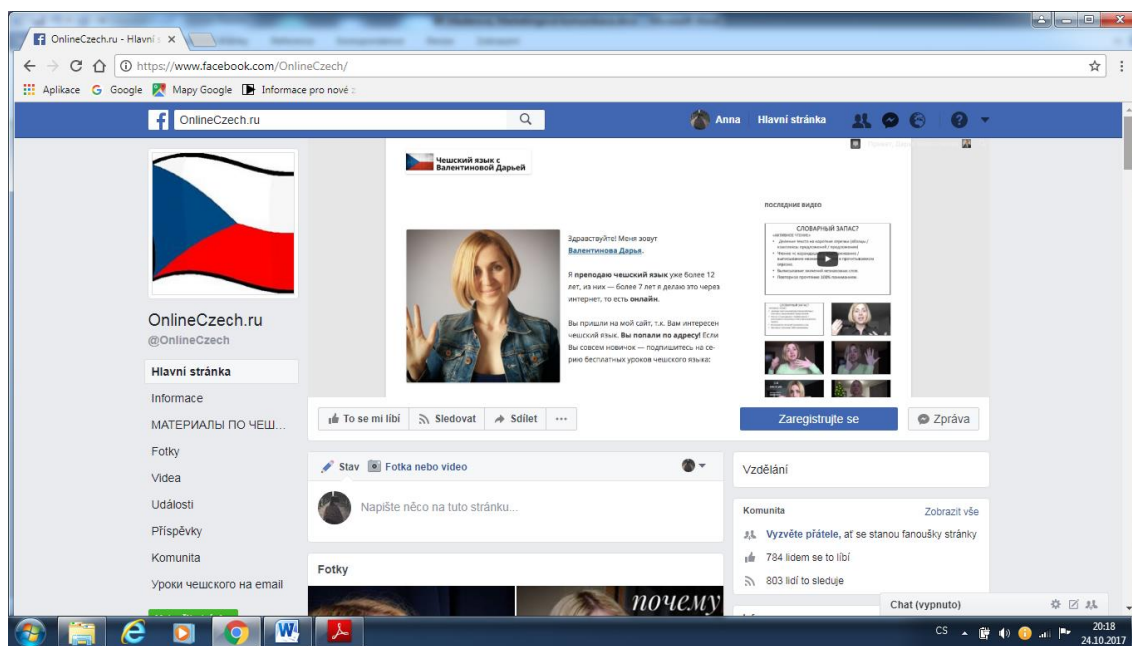 OnlineCzech.ru - Hlavní
https://www.facebook.com/OnlineCzech/
Aplikace Google Mapy Google Informace pro nové
OnlineCzech.ru Anna Hlavní stránka
OnlineCzech.ru
@OnlineCzech
Hlavní stránka
Informace
МАТЕРИАЛЫ ПО ЧЕШ...
Fotky
Videa
Události
Příspěvky
Komunita
Уроки чешского на email
Чешский язык с
Валентиновой Дарьей
Здравствуйте! Меня зовут
Валентинова Дарья.
Я преподаю чешский язык уже более 12
лет, из них — более 7 лет я делаю это через
интернет, то есть онлайн.
Вы пришли на мой сайт, т.к. Вам интересен
чешский язык. Вы попали по адресу! Если
Вы совсем новичок — подпишитесь на се-
рию бесплатных уроков чешского языка:
последние видео
СЛОВАРНЫЙ ЗАПАС?
To se mi líbí Sledovat Sdílet ...
Zaregistrujte se Zpráva
Stav Fotka nebo video
Napište něco na tuto stránku...
Fotky
почему
Vzdělání
Komunita Zobrazit vše
Vyzvěte přátele, ať se stanou fanoušky stránky
784 lidem se to líbí
803 lidí to sleduje
Chat (vypnuto)
CS 20:18
24.10.2017